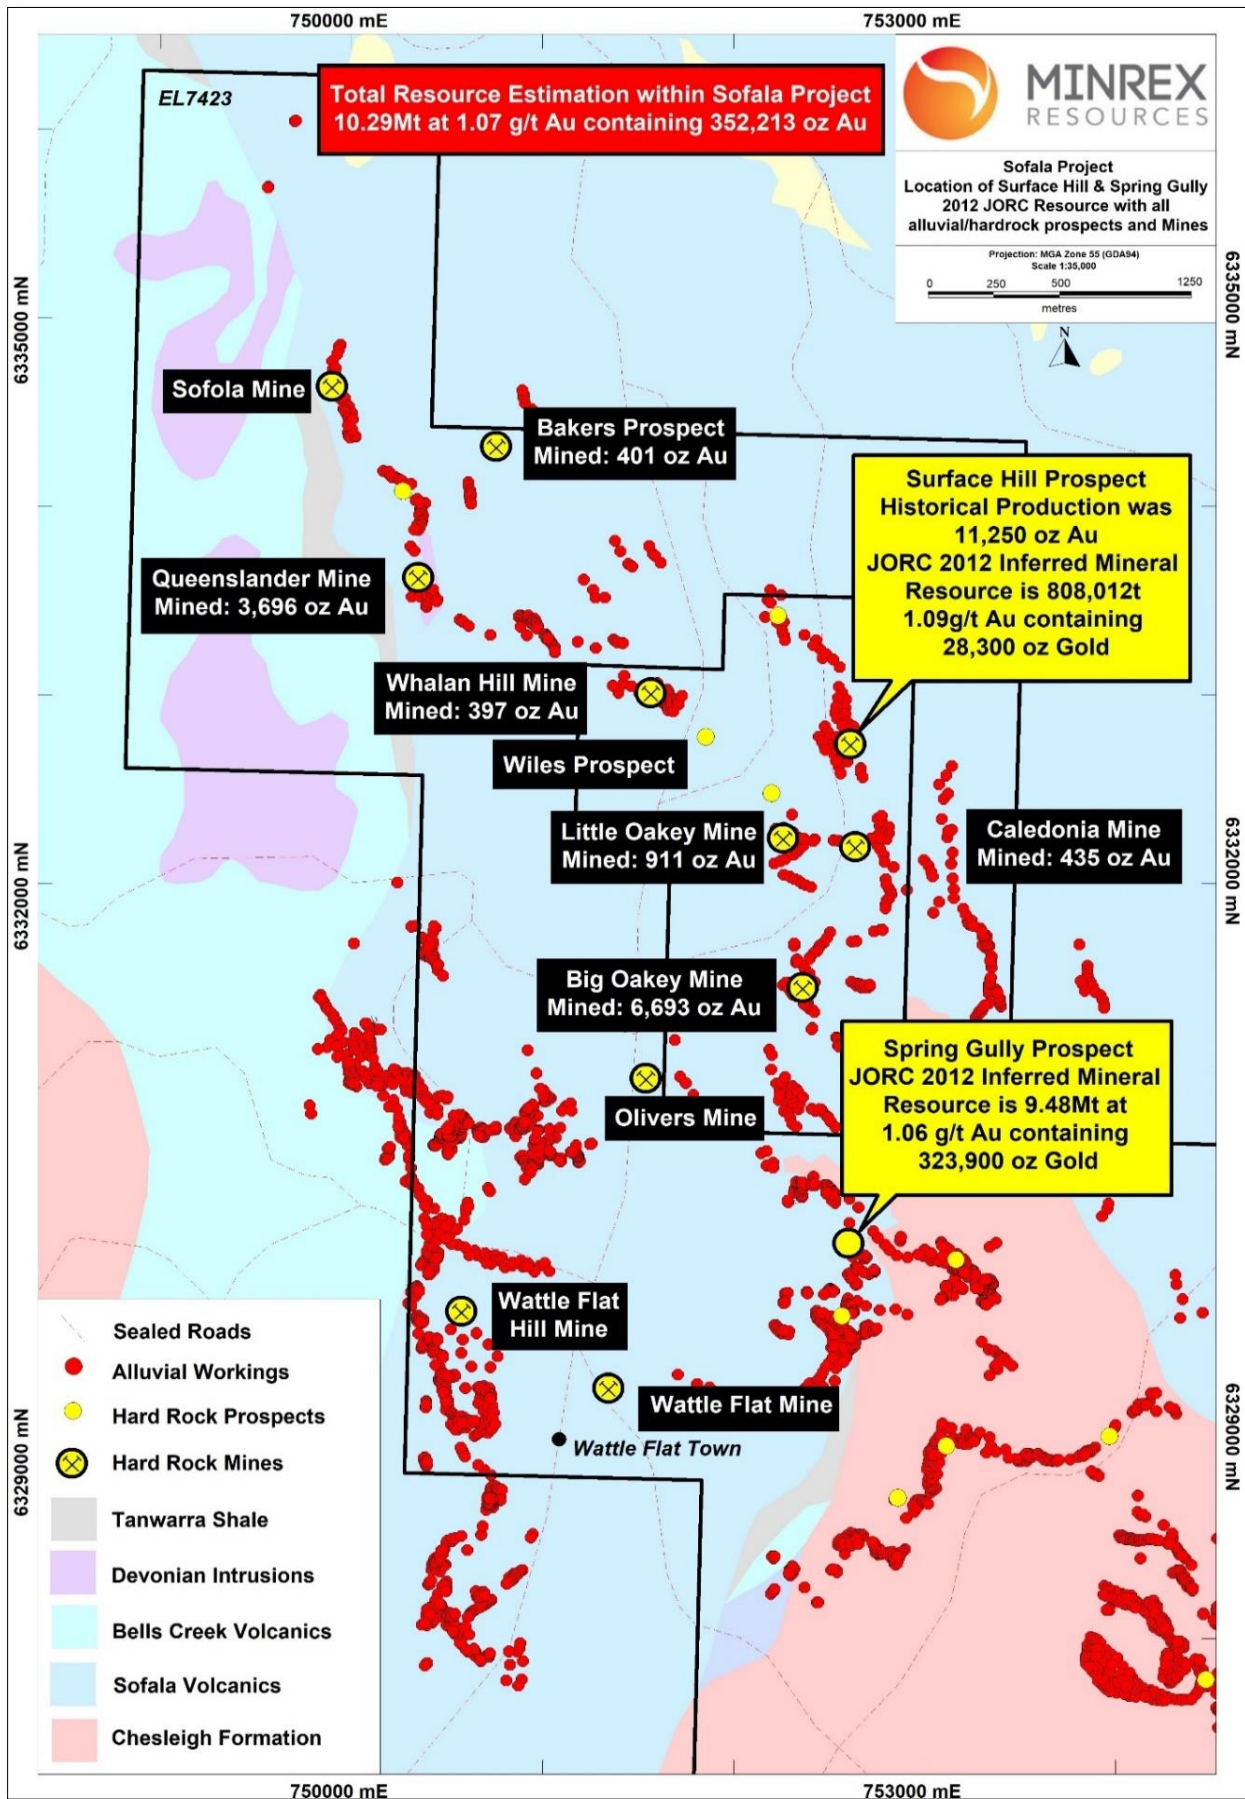 750000 mE
753000 mE
EL7423
Total Resource Estimation within Sofala Project
10.29Mt at 1.07 g/t Au containing 352,213 oz Au
MINREX
RESOURCES
Sofala Project
Location of Surface Hill & Spring Gully
2012 JORC Resource with all
alluvial/hardrock prospects and Mines
Projection: MGA Zone 55 (GDA94)
Scale 1:35,000
0 250 500 1250
metres
N
6335000 mN
6335000 mN
Sofola Mine
Bakers Prospect
Mined: 401 oz Au
Surface Hill Prospect
Historical Production was
11,250 oz Au
JORC 2012 Inferred Mineral
Resource is 808,012t
1.09g/t Au containing
28,300 oz Gold
Queenslander Mine
Mined: 3,696 oz Au
Whalan Hill Mine
Mined: 397 oz Au
Wiles Prospect
Little Oakey Mine
Mined: 911 oz Au
Caledonia Mine
Mined: 435 oz Au
6332000 mN
6332000 mN
Big Oakey Mine
Mined: 6,693 oz Au
Olivers Mine
Spring Gully Prospect
JORC 2012 Inferred Mineral
Resource is 9.48Mt at
1.06 g/t Au containing
323,900 oz Gold
Wattle Flat
Hill Mine
Wattle Flat Mine
Wattle Flat Town
6329000 mN
6329000 mN
Sealed Roads
Alluvial Workings
Hard Rock Prospects
Hard Rock Mines
Tanwarra Shale
Devonian Intrusions
Bells Creek Volcanics
Sofala Volcanics
Chesleigh Formation
750000 mE
753000 mE